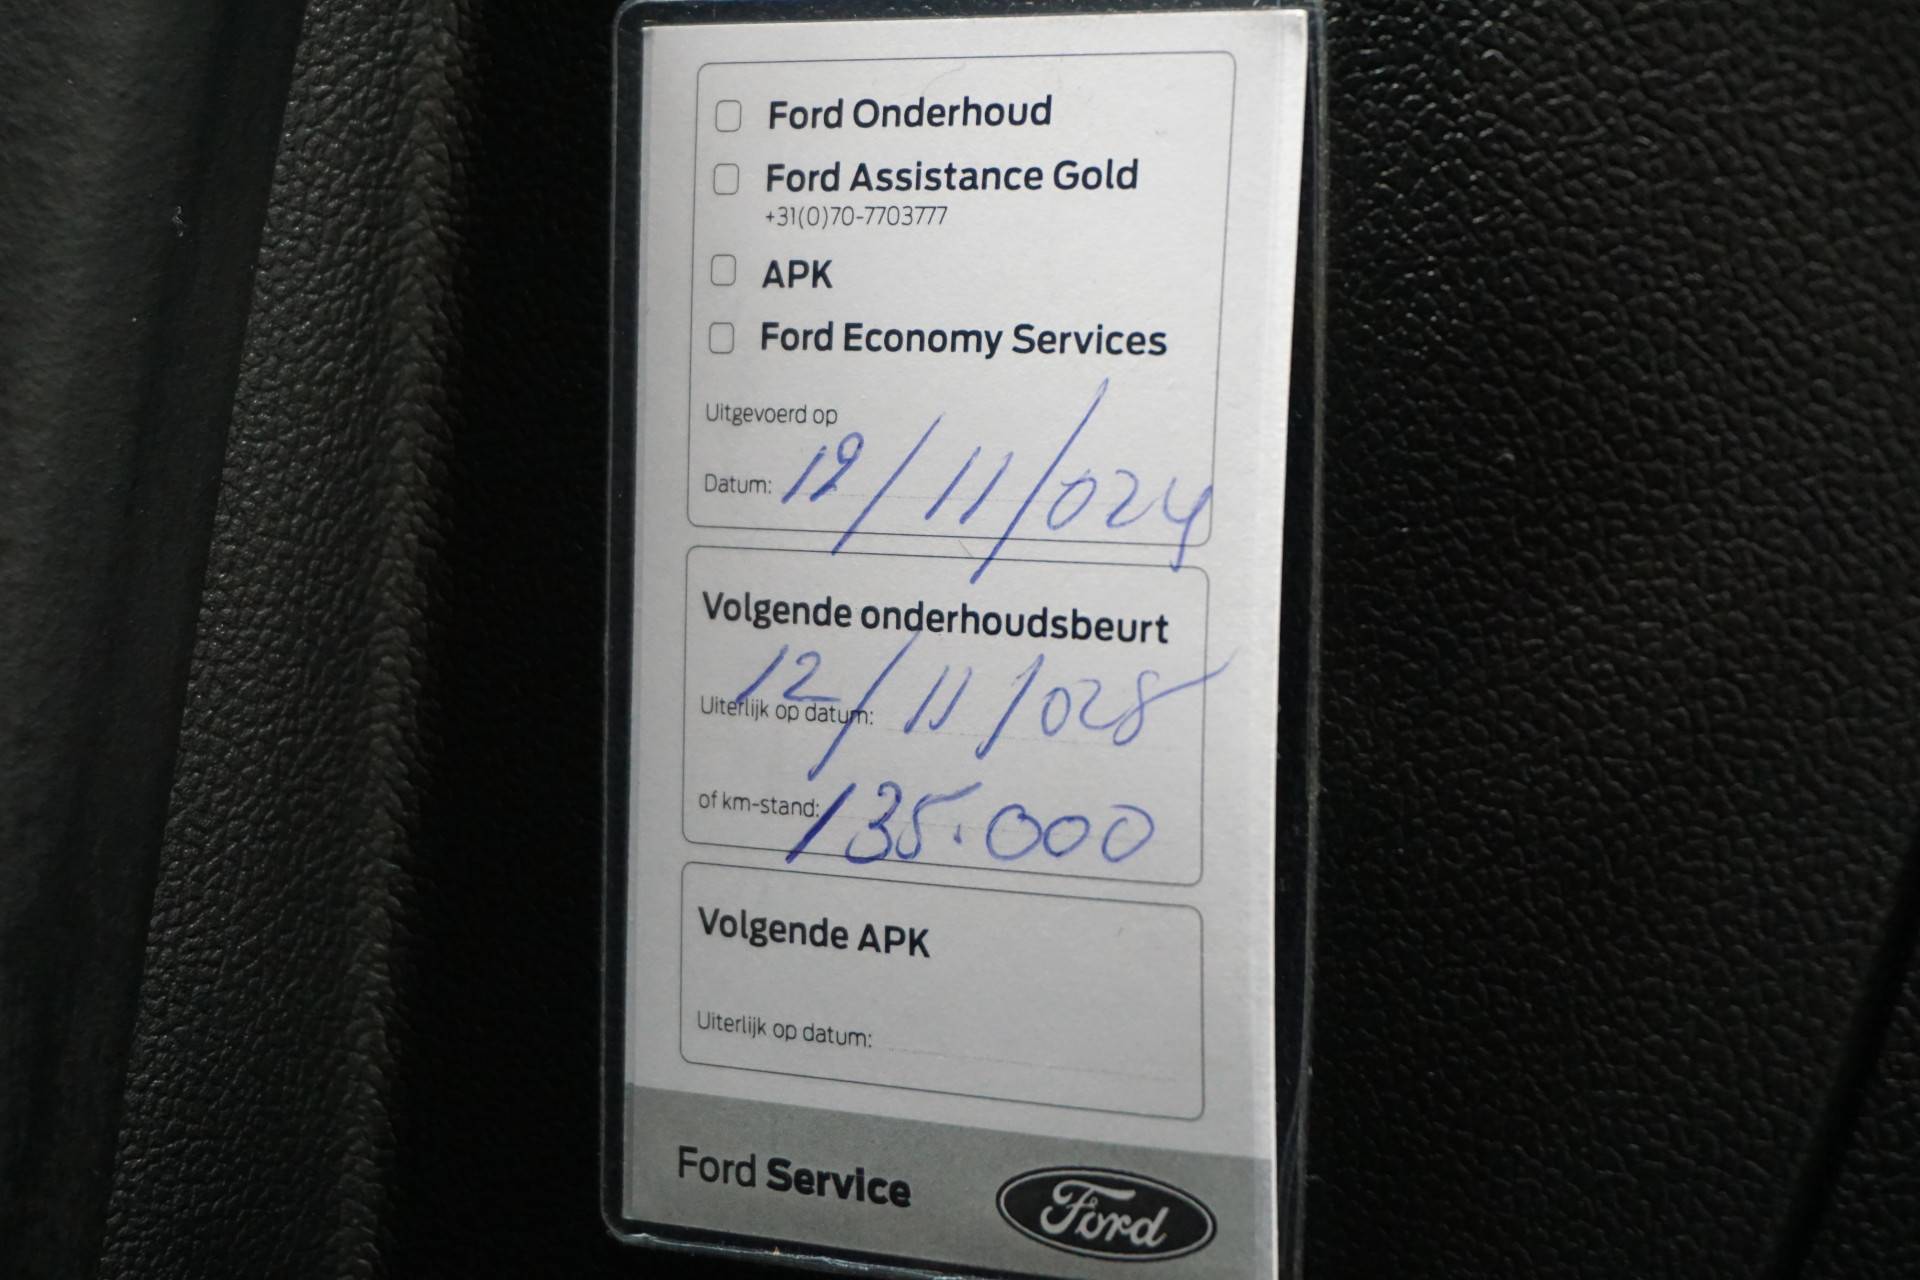 Ford Onderhoud
Ford Assistance Gold
+31(0)70-7703777
APK
Ford Economy Services
Uitgevoerd op
Datum: 12/11/024
Volgende onderhoudsbeurt
Uiterlijk op datum: 12/11/028
of km-stand: 135.000
Volgende APK
Uiterlijk op datum:
Ford Service
Ford